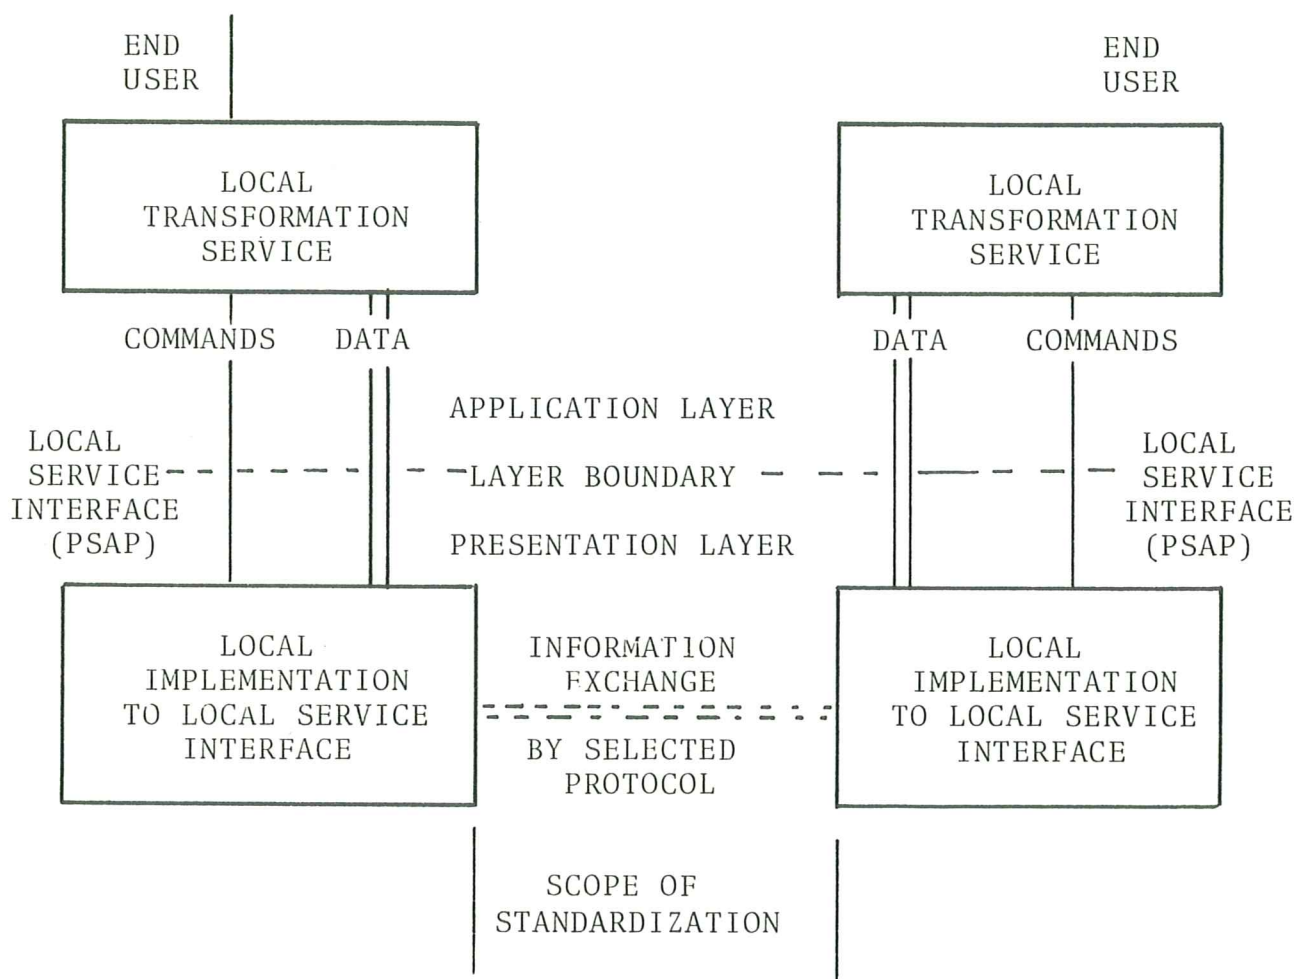 END
USER
END
USER
LOCAL
TRANSFORMATION
SERVICE
LOCAL
TRANSFORMATION
SERVICE
COMMANDS
DATA
DATA
COMMANDS
APPLICATION LAYER
LOCAL
SERVICE
INTERFACE
(PSAP)
LAYER BOUNDARY
LOCAL
SERVICE
INTERFACE
(PSAP)
PRESENTATION LAYER
LOCAL
IMPLEMENTATION
TO LOCAL SERVICE
INTERFACE
INFORMATION
EXCHANGE
BY SELECTED
PROTOCOL
LOCAL
IMPLEMENTATION
TO LOCAL SERVICE
INTERFACE
SCOPE OF
STANDARDIZATION